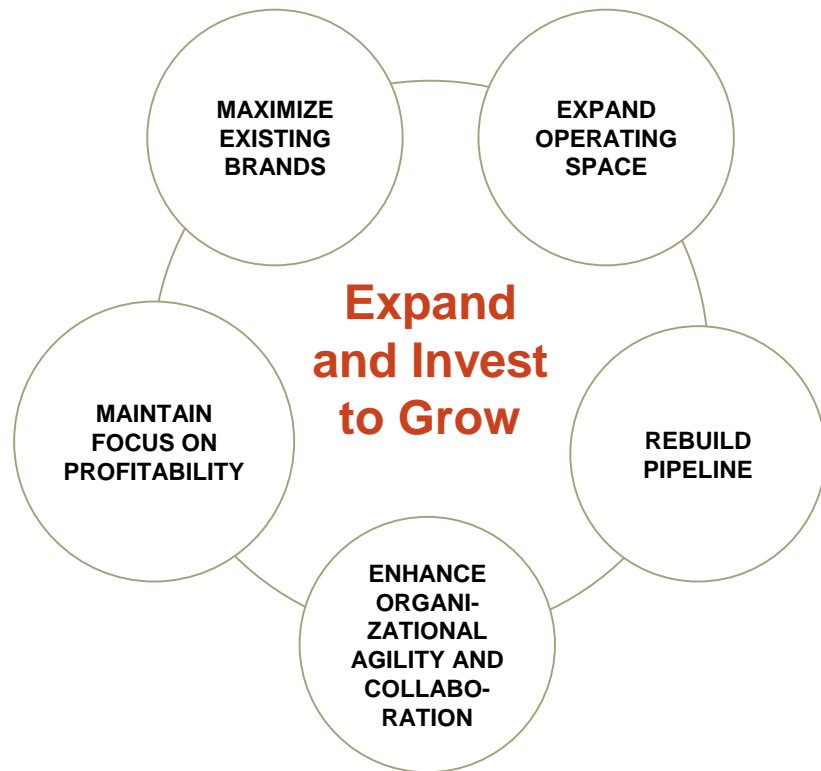 MAXIMIZE
EXISTING
BRANDS
EXPAND
OPERATING
SPACE
Expand
and Invest
to Grow
MAINTAIN
FOCUS ON
PROFITABILITY
REBUILD
PIPELINE
ENHANCE
ORGANI-
ZATIONAL
AGILITY AND
COLLABO-
RATION